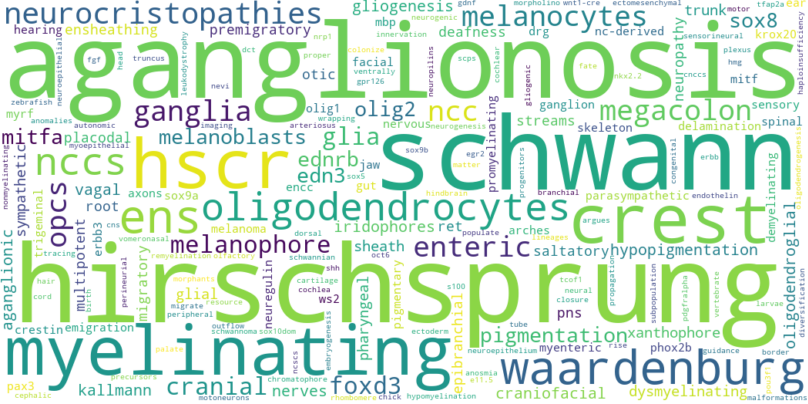 neurocristopathies
gliogenesis
melanocytes
trunk
tfap2a
ear
hearing
ensheathing
mbp
deafness
drg
nc-derived
sox8
krox20
premigratory
otic
facial
aganglionosis
ganglia
olig1
olig2
ncc
megacolon
neuropathy
mitf
sensory
myrf
mitfa
placodal
melanoblasts
glia
nervous
streams
skeleton
delamination
spinal
nccs
hscr
ednrb
edn3
jaw
schwann
opcs
vagal
axons
sox9a
encc
gut
root
ens
oligodendrocytes
crest
parasympathetic
sympathetic
trigeminal
multipotent
erbb3
melanoma
iridophores
ret
arches
melanophore
sheath
enteric
saltatory
hypopigmentation
demyelinating
oligodendroglial
aganglionic
hirschsprung
migratory
glial
neuregulin
ws2
pharyngeal
pigmentary
epibranchial
pns
crestin
emigration
pigmentation
xanthophore
myelinating
myenteric
phox2b
waardenburg
pax3
kallmann
cranial
nerves
foxd3
craniofacial
dysmyelinating
cephalic
precursors
motoneurons
rhombomere
chick
hypomyelination
anosmia
e11.5
malformations
neuroepithelium
rise
guidance
border
diversification
larvae
vertebrate
pdgfralpha
subpopulation
propagation
tcof1
neural
closure
tube
s100
oct6
shh
schwannian
dorsal
remyelination
olfactory
vomeronasal
tracing
cns
hair
cord
birth
perineurial
morphants
resource
migrate
peripheral
cartilage
cochlea
outflow
schwannoma
sox10dom
ncscs
embryogenesis
ectoderm
chromatophore
palate
populate
endothelin
argues
lineages
branchial
hindbrain
matter
sox5
sox9b
egr2
promyelinating
progenitors
erbb
congenital
nonmyelinating
autonomic
myoepithelial
imaging
arteriosus
wrapping
neurogenesis
ganglion
anomalies
zebrafish
neuroepithelial
fgf
head
truncus
leukodystrophy
nevi
dct
gpr126
ventrally
colonize
proper
innervation
nrp1
neuropilins
scps
gliogenic
cochlear
fate
nkx2.2
cnccs
plexus
hmg
sensorineural
haploinsufficiency
motor
gdnf
morpholino
wnt1-cre
ectomesenchymal
neurogenic